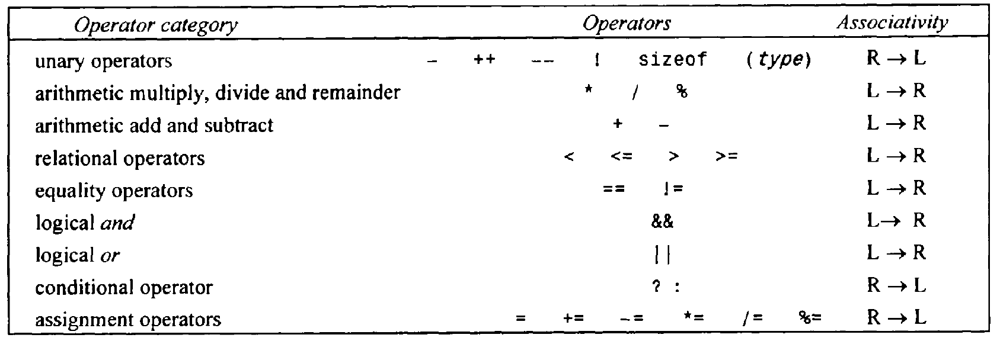 Operator category Operators Associativity
unary operators - ++ -- ! sizeof (type) R → L
arithmetic multiply, divide and remainder * / % L → R
arithmetic add and subtract + - L → R
relational operators < <= > >= L → R
equality operators == != L → R
logical and && L→ R
logical or || L → R
conditional operator ? : R → L
assignment operators = += -= *= /= %= R → L